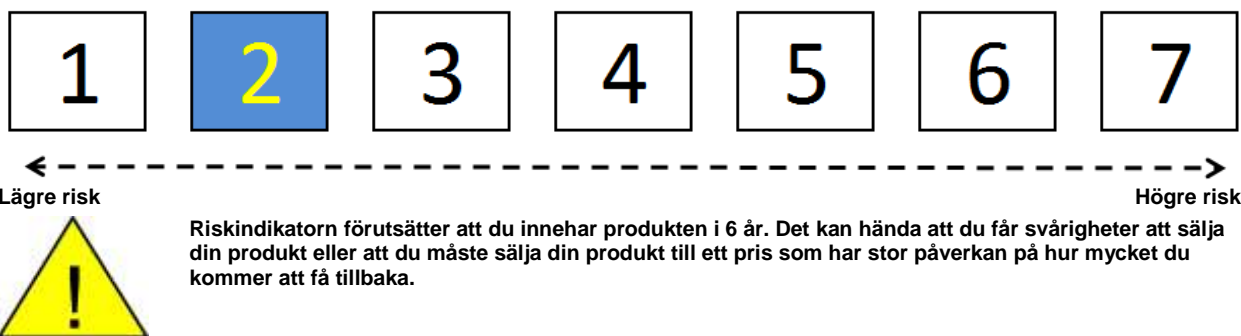 1 2 3 4 5 6 7
Lägre risk Högre risk
Riskindikatorn förutsätter att du innehar produkten i 6 år. Det kan hända att du får svårigheter att sälja
din produkt eller att du måste sälja din produkt till ett pris som har stor påverkan på hur mycket du
kommer att få tillbaka.
!